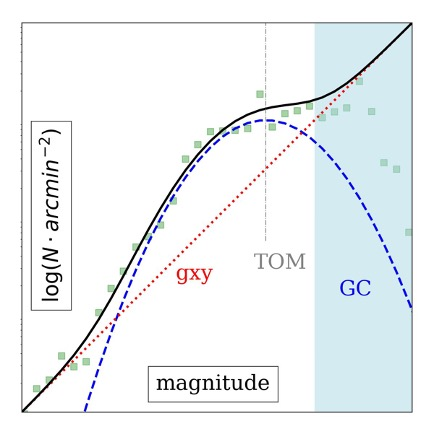 log(N · arcmin⁻²)
gxy
TOM
GC
magnitude